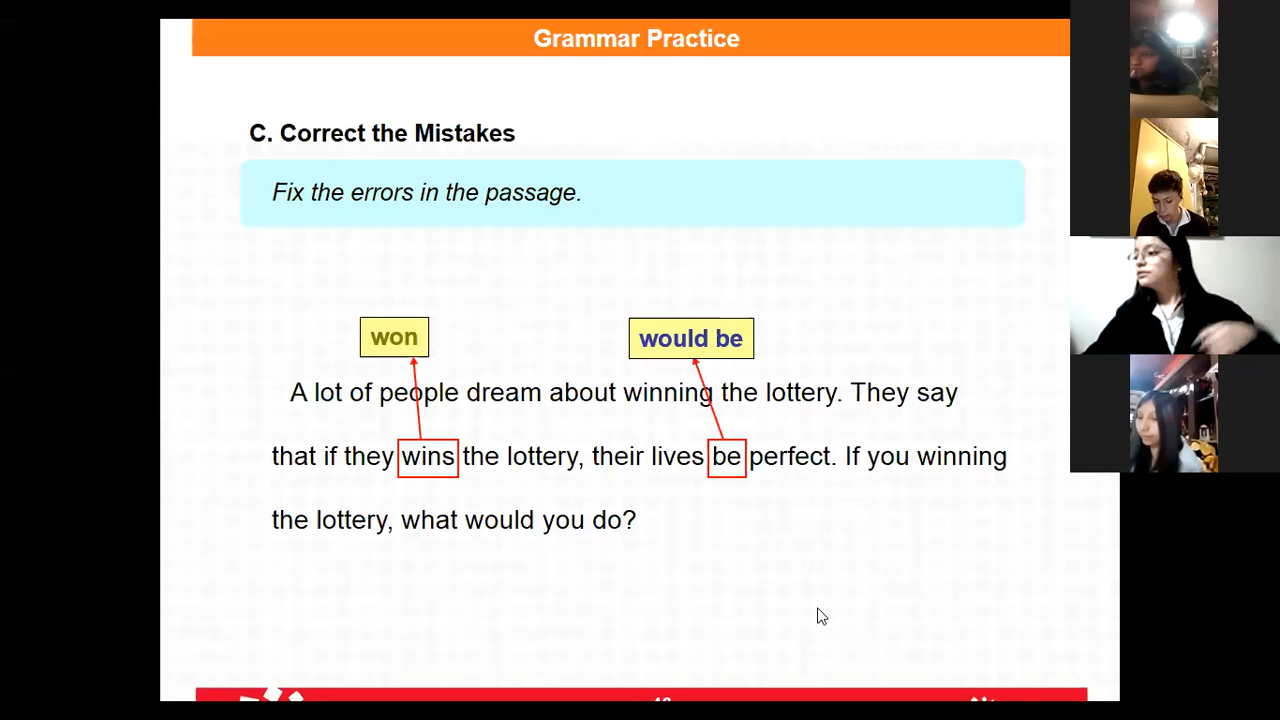 Grammar Practice
C. Correct the Mistakes
Fix the errors in the passage.
won
would be
A lot of people dream about winning the lottery. They say
that if they wins the lottery, their lives be perfect. If you winning
the lottery, what would you do?